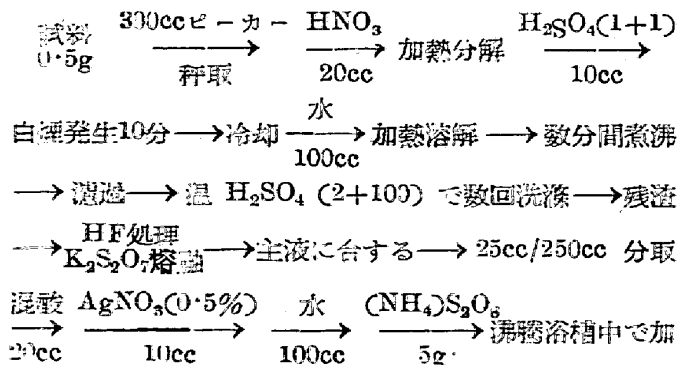 試料 300ccビーカー HNO₃ 加熱分解 H₂SO₄(1+1)
0·5g 秤取 20cc 10cc
白煙発生10分→冷却 水 加熱溶解→数分間煮沸
100cc
→濾過→温 H₂SO₄ (2+100) で数回洗滌→残渣
→HF処理 →主液に合する→25cc/250cc 分取
K₂S₂O₇熔融
混酸 AgNO₃(0·5%) 水 (NH₄)S₂O₈ 沸騰浴槽中で加
20cc 10cc 100cc 5g·